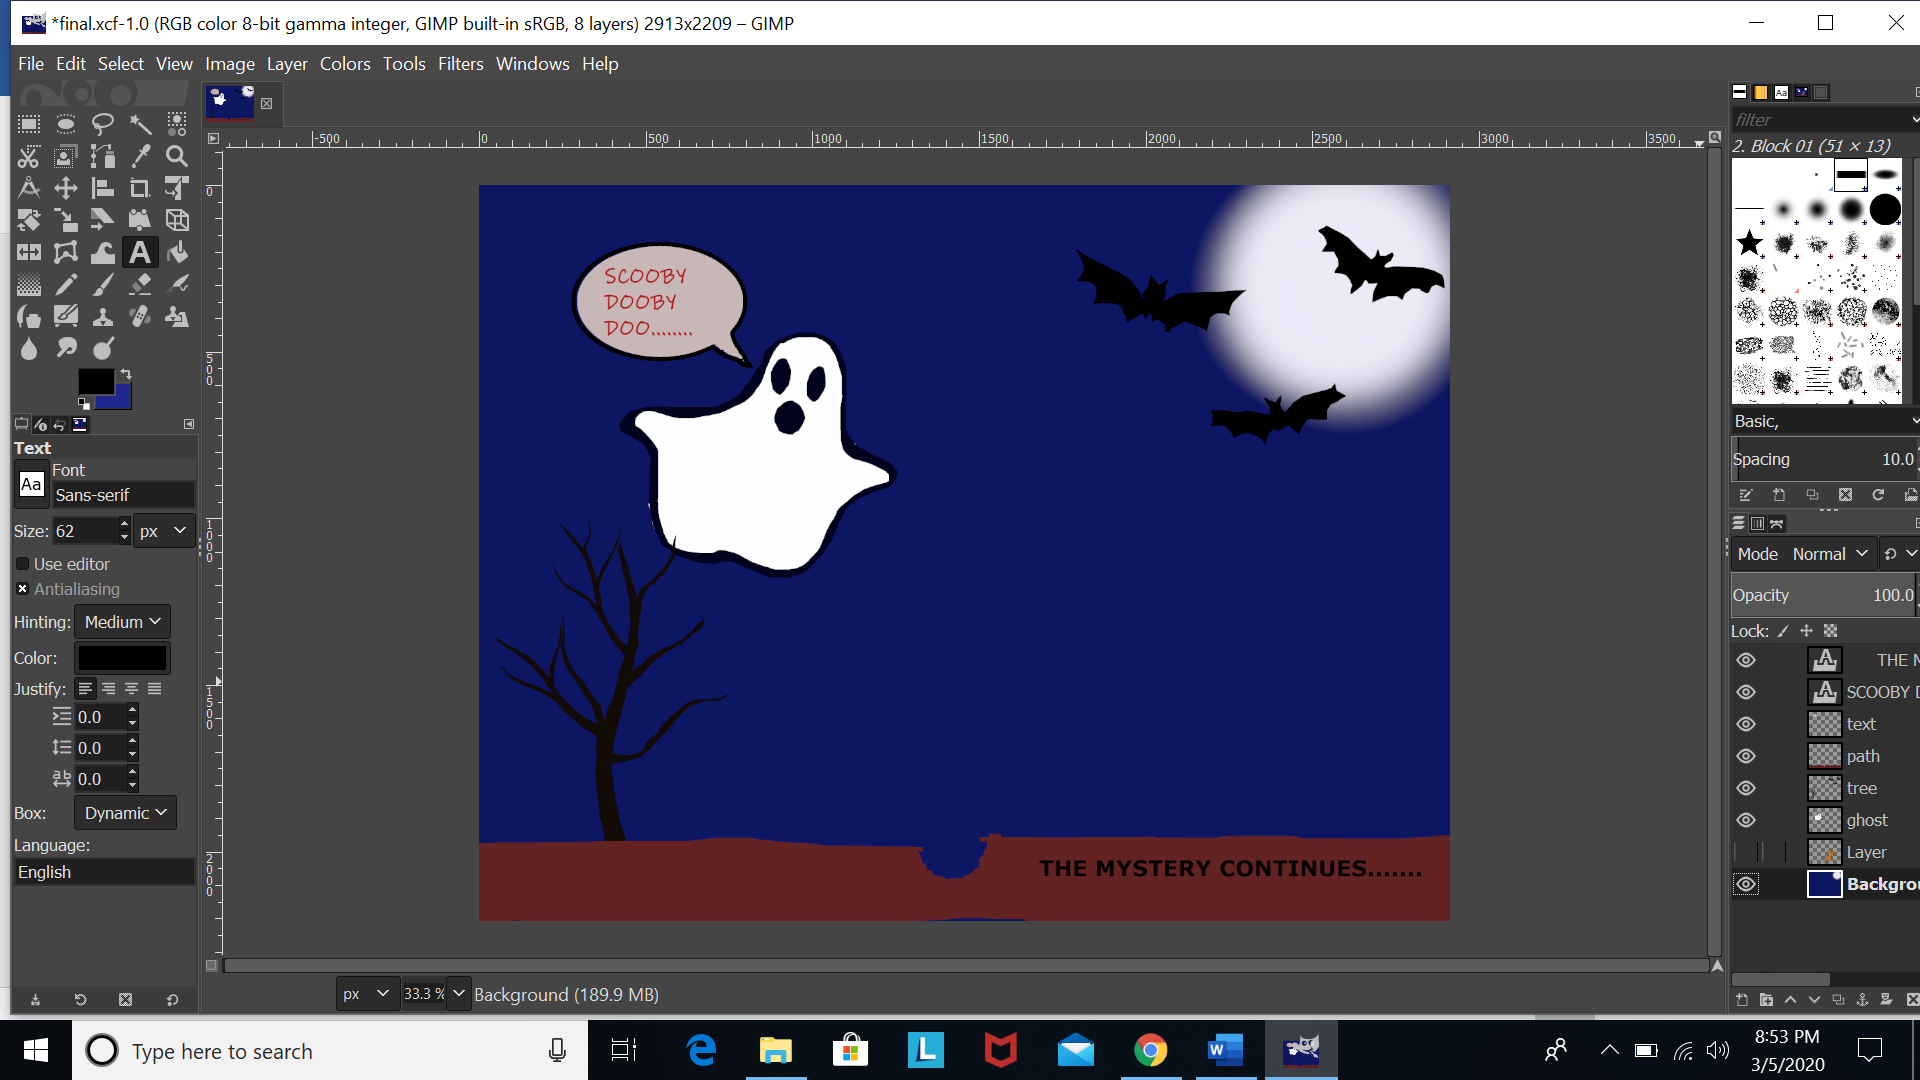 *final.xcf-1.0 (RGB color 8-bit gamma integer, GIMP built-in sRGB, 8 layers) 2913x2209 – GIMP
File Edit Select View Image Layer Colors Tools Filters Windows Help
-500 0 500 1000 1500 2000 2500 3000 3500
filter
2. Block 01 (51 × 13)
0
500
1000
1500
2000
SCOOBY
DOOBY
DOO........
THE MYSTERY CONTINUES.......
Text
Aa
Font
Sans-serif
Size: 62 px
Use editor
Antialiasing
Hinting: Medium
Color:
Justify:
0.0
0.0
0.0
Box: Dynamic
Language:
English
Basic,
Spacing 10.0
Mode Normal
Opacity 100.0
Lock:
THE
SCOOBY
text
path
tree
ghost
Layer
px 33.3 % Background (189.9 MB)
Type here to search
8:53 PM
3/5/2020